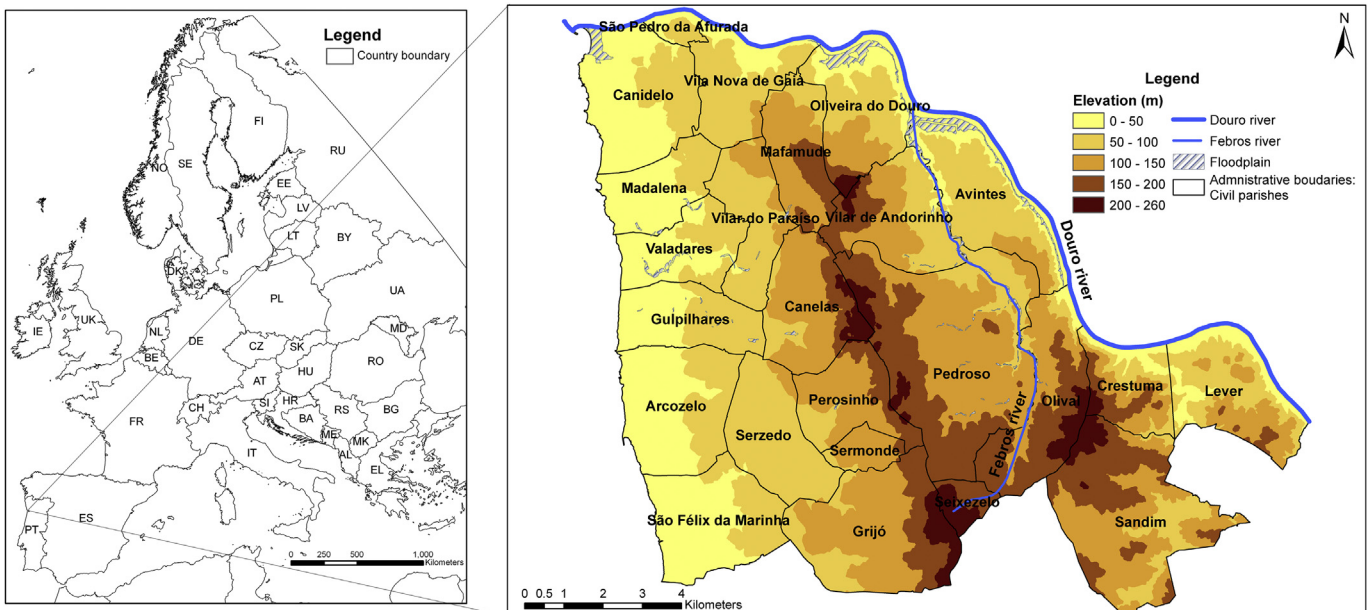 Legend
Country boundary
FI
RU
NO
SE
EE
LV
LT
BY
DK
IE
UK
NL
PL
UA
BE
DE
CZ
SK
MD
AT
HU
RO
FR
CH
SI
HR
BA
RS
BG
ME
MK
IT
AL
EL
PT
ES
0 250 500 1,000
Kilometers
N
São Pedro da Afurada
Vila Nova de Gaia
Canidelo
Oliveira do Douro
Mafamude
Madalena
Avintes
Vilar do Paraíso
Vilar de Andorinho
Valadares
Douro river
Canelas
Gulpilhares
Pedroso
Crestuma
Lever
Arcozelo
Perosinho
Olival
Serzedo
Sermonde
Febros river
Seixezelo
São Félix da Marinha
Grijó
Sandim
Legend
Elevation (m)
0 - 50
50 - 100
100 - 150
150 - 200
200 - 260
Douro river
Febros river
Floodplain
Admnistrative boudaries:
Civil parishes
0 0.5 1 2 3 4
Kilometers